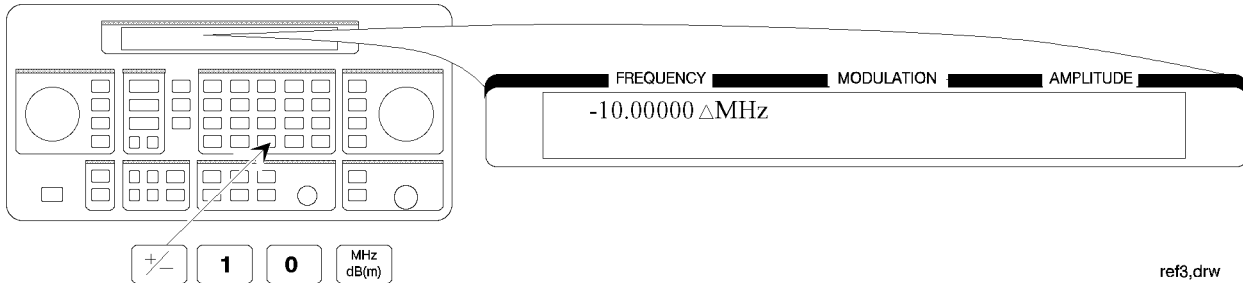 FREQUENCY MODULATION AMPLITUDE
-10.00000 △MHz
+/− 1 0 MHz dB(m)
ref3,drw